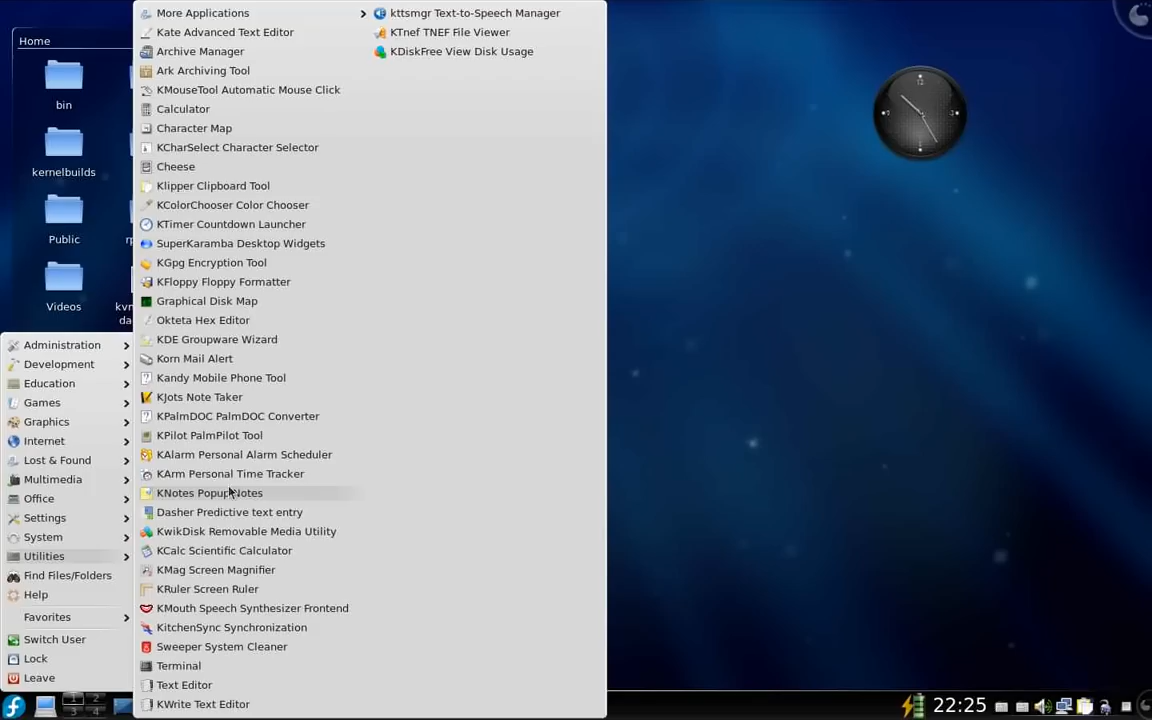 Home
bin
kernelbuilds
Public
Videos
Administration
Development
Education
Games
Graphics
Internet
Lost & Found
Multimedia
Office
Settings
System
Utilities
Find Files/Folders
Help
Favorites
Switch User
Lock
Leave
More Applications
Kate Advanced Text Editor
Archive Manager
Ark Archiving Tool
KMouseTool Automatic Mouse Click
Calculator
Character Map
KCharSelect Character Selector
Cheese
Klipper Clipboard Tool
KColorChooser Color Chooser
KTimer Countdown Launcher
SuperKaramba Desktop Widgets
KGpg Encryption Tool
KFloppy Floppy Formatter
Graphical Disk Map
Okteta Hex Editor
KDE Groupware Wizard
Korn Mail Alert
Kandy Mobile Phone Tool
KJots Note Taker
KPalmDOC PalmDOC Converter
KPilot PalmPilot Tool
KAlarm Personal Alarm Scheduler
KArm Personal Time Tracker
KNotes Popup Notes
Dasher Predictive text entry
KwikDisk Removable Media Utility
KCalc Scientific Calculator
KMag Screen Magnifier
KRuler Screen Ruler
KMouth Speech Synthesizer Frontend
KitchenSync Synchronization
Sweeper System Cleaner
Terminal
Text Editor
KWrite Text Editor
kttsmgr Text-to-Speech Manager
KTnef TNEF File Viewer
KDiskFree View Disk Usage
1 2
3 4
22:25